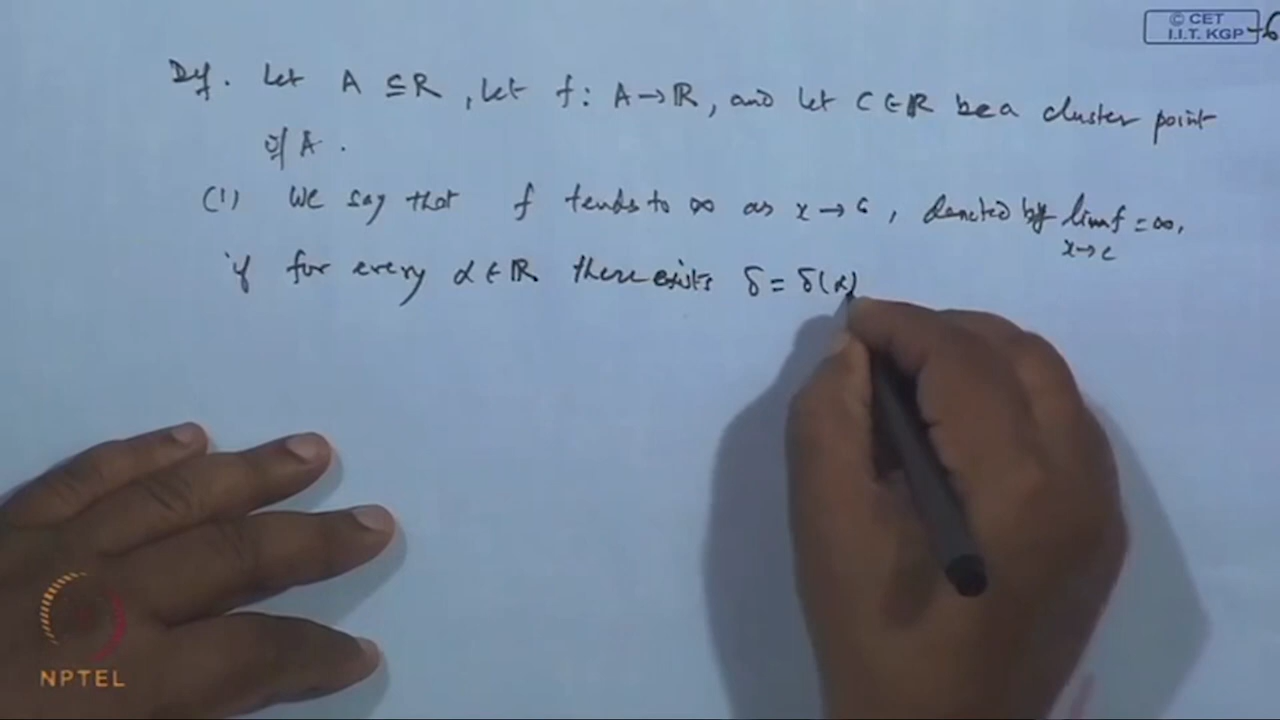 © CET
I.I.T. KGP
-6
Def. Let A ⊆ R, let f: A → R, and let c ∈ R be a cluster point
of A.
(1) We say that f tends to ∞ as x → c, denoted by lim f = ∞,
x → c
if for every α ∈ R there exists δ = δ(α)
NPTEL